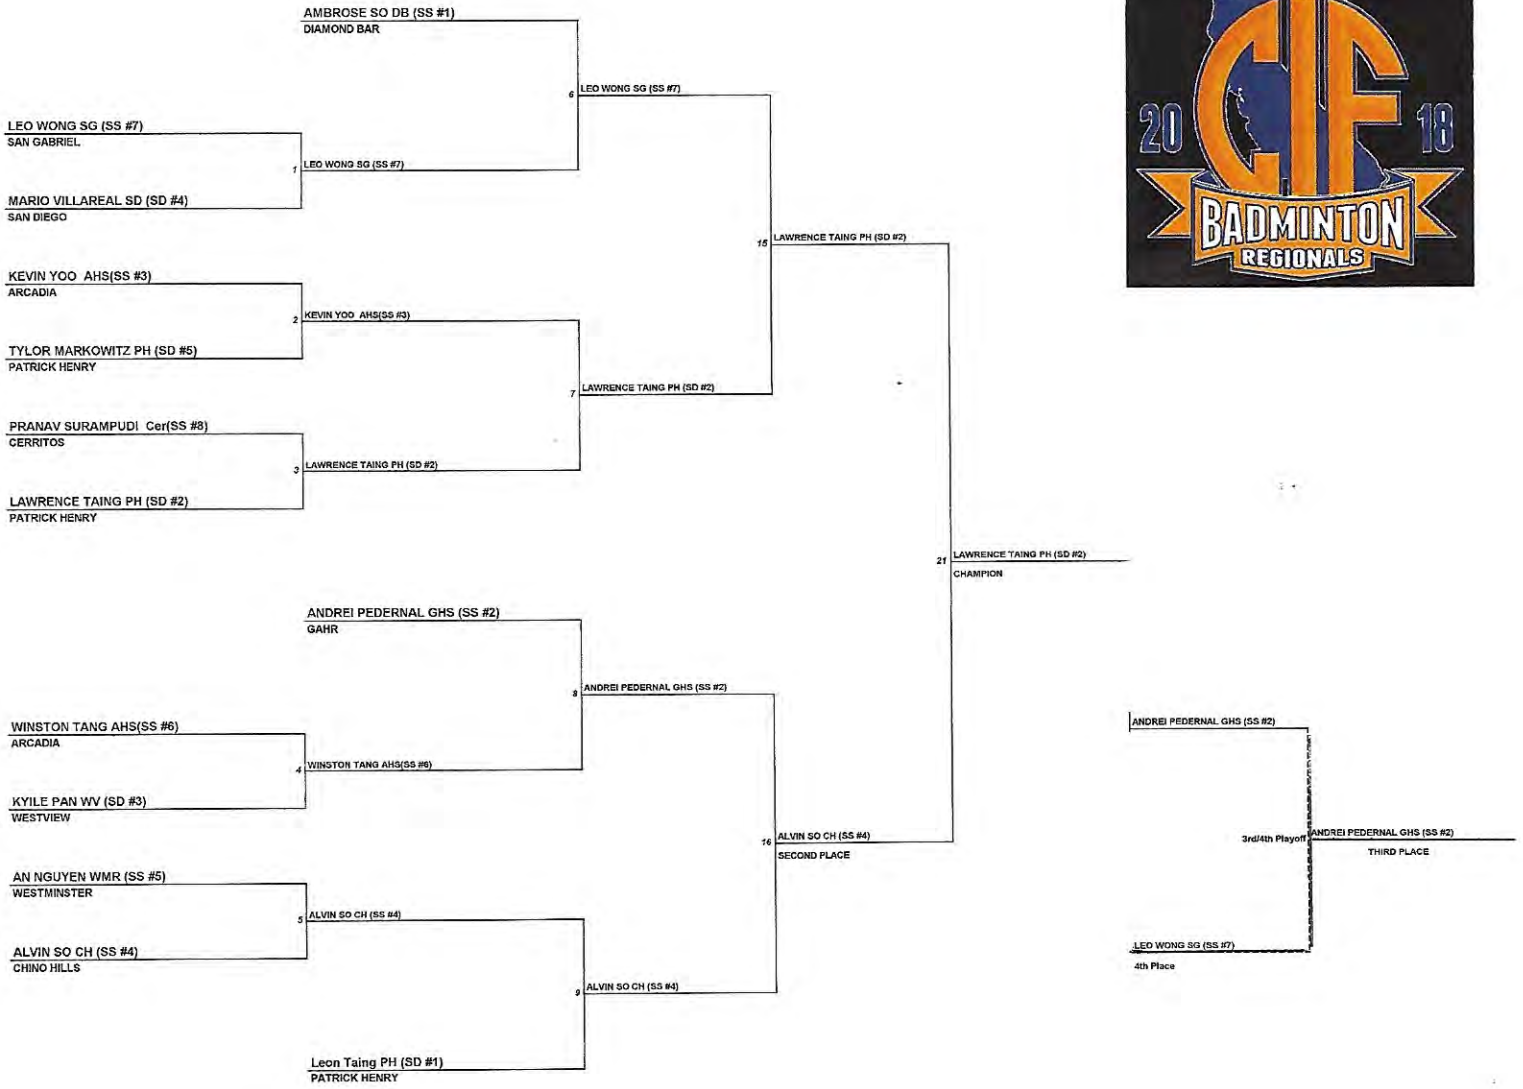 AMBROSE SO DB (SS #1)
DIAMOND BAR
6 LEO WONG SG (SS #7)
LEO WONG SG (SS #7)
SAN GABRIEL
1 LEO WONG SG (SS #7)
MARIO VILLAREAL SD (SD #4)
SAN DIEGO
15 LAWRENCE TAING PH (SD #2)
KEVIN YOO AHS(SS #3)
ARCADIA
2 KEVIN YOO AHS(SS #3)
TYLOR MARKOWITZ PH (SD #5)
PATRICK HENRY
7 LAWRENCE TAING PH (SD #2)
PRANAV SURAMPUDI Cer(SS #8)
CERRITOS
3 LAWRENCE TAING PH (SD #2)
LAWRENCE TAING PH (SD #2)
PATRICK HENRY
21 LAWRENCE TAING PH (SD #2)
CHAMPION
ANDREI PEDERNAL GHS (SS #2)
GAHR
8 ANDREI PEDERNAL GHS (SS #2)
WINSTON TANG AHS(SS #6)
ARCADIA
4 WINSTON TANG AHS(SS #6)
KYILE PAN WV (SD #3)
WESTVIEW
16 ALVIN SO CH (SS #4)
SECOND PLACE
AN NGUYEN WMR (SS #5)
WESTMINSTER
5 ALVIN SO CH (SS #4)
ALVIN SO CH (SS #4)
CHINO HILLS
9 ALVIN SO CH (SS #4)
Leon Taing PH (SD #1)
PATRICK HENRY
20 CIF 18
BADMINTON
REGIONALS
ANDREI PEDERNAL GHS (SS #2)
3rd/4th Playoff ANDREI PEDERNAL GHS (SS #2)
THIRD PLACE
LEO WONG SG (SS #7)
4th Place